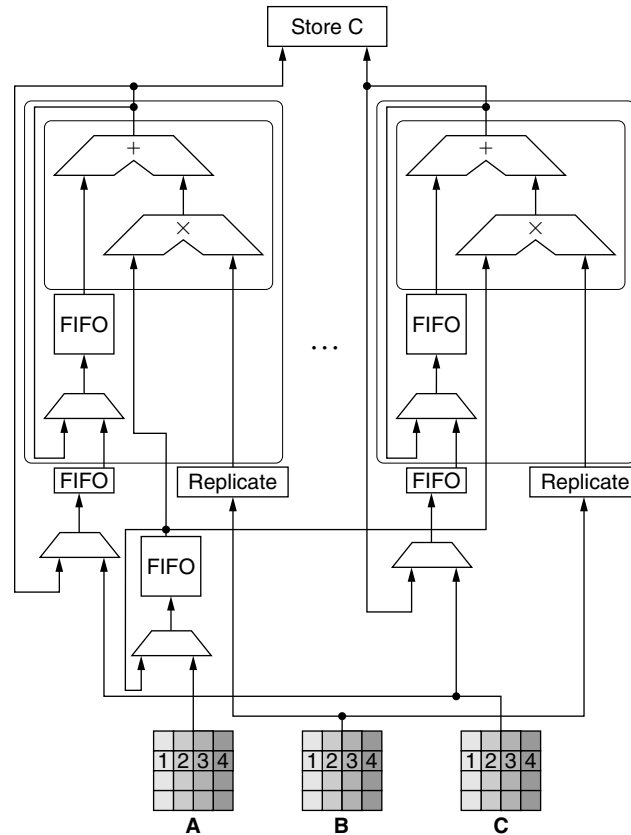 Store C
+ +
× ×
FIFO FIFO
...
FIFO Replicate FIFO Replicate
FIFO
1 2 3 4 1 2 3 4 1 2 3 4
A B C